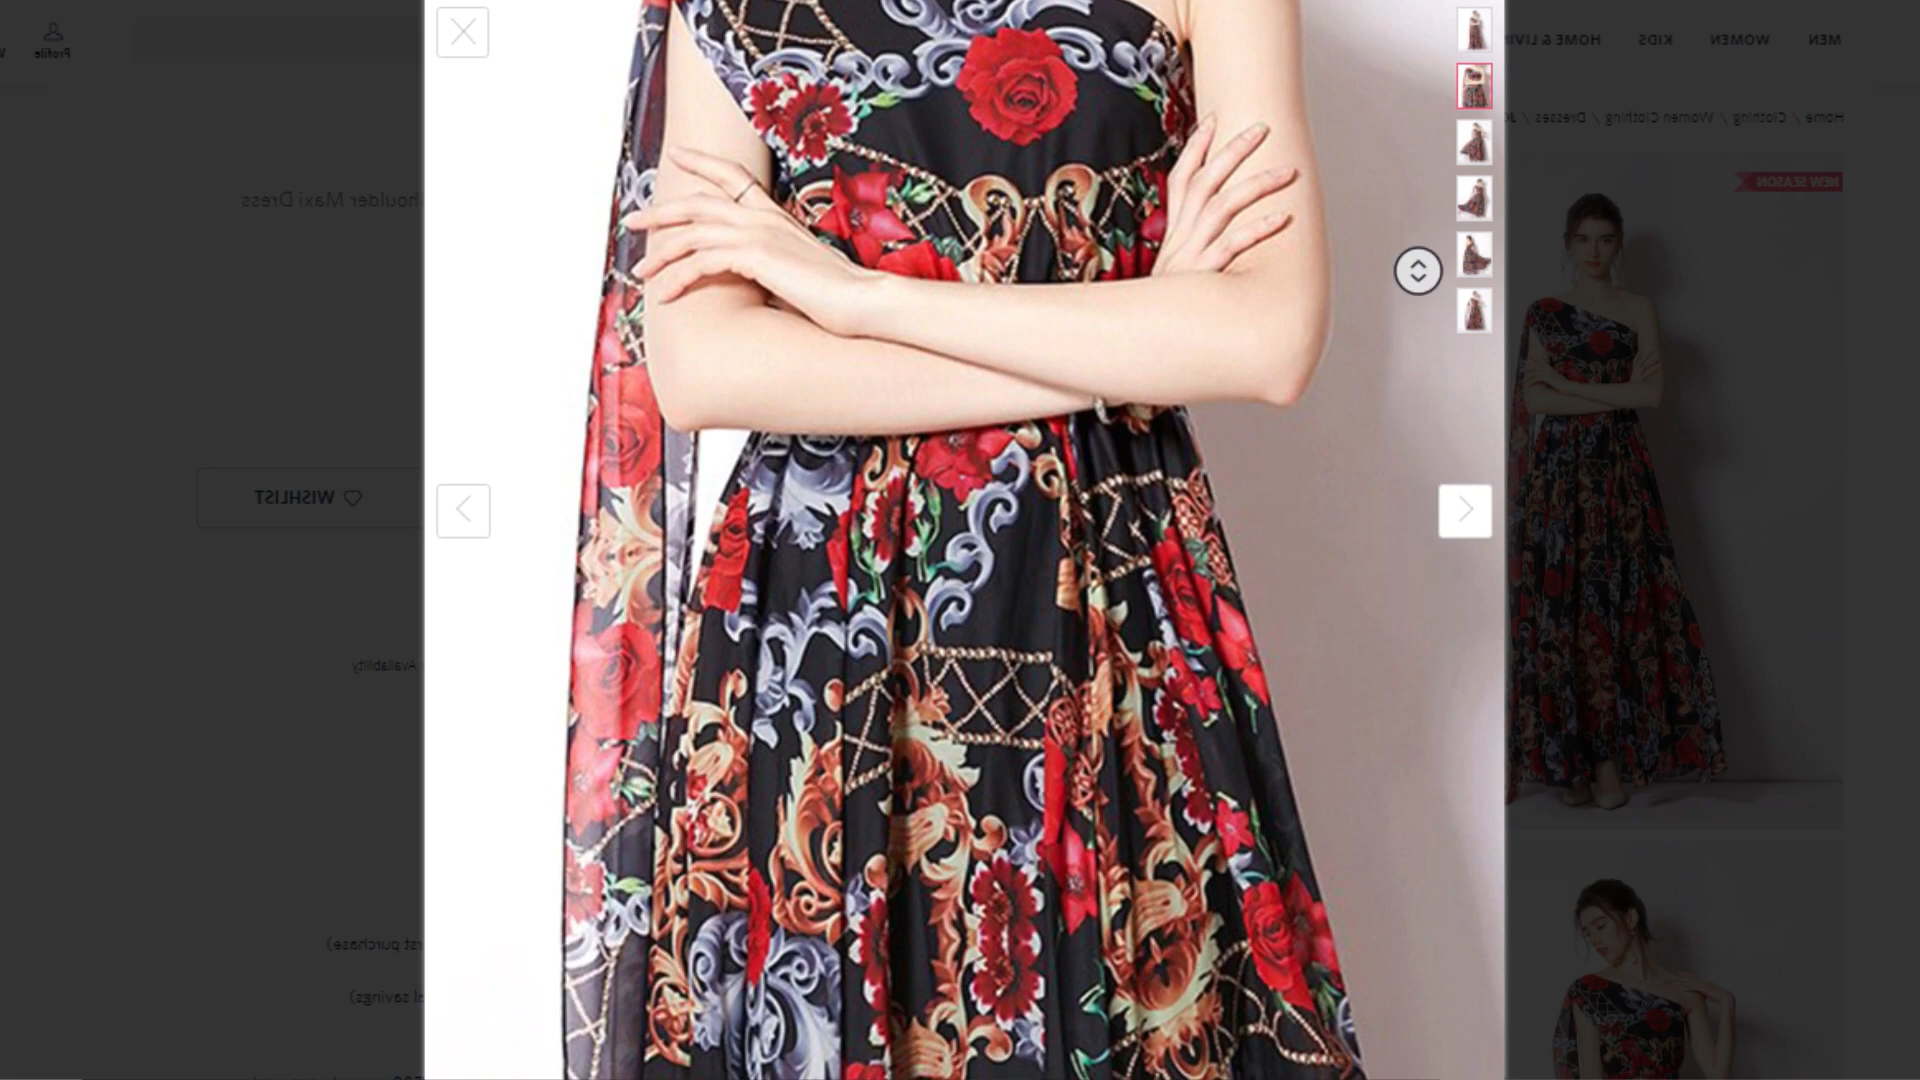 MEN WOMEN KIDS HOME & LIVI
Profile
Home / Clothing / Women Clothing / Dresses /
NEW SEASON
houlder Maxi Dress
WISHLIST
Availability
rst purchase)
l savings)